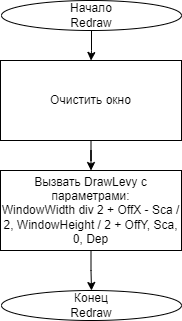 Начало
Redraw
Очистить окно
Вызвать DrawLevy с
параметрами:
WindowWidth div 2 + OffX - Sca /
2, WindowHeight / 2 + OffY, Sca,
0, Dep
Конец
Redraw